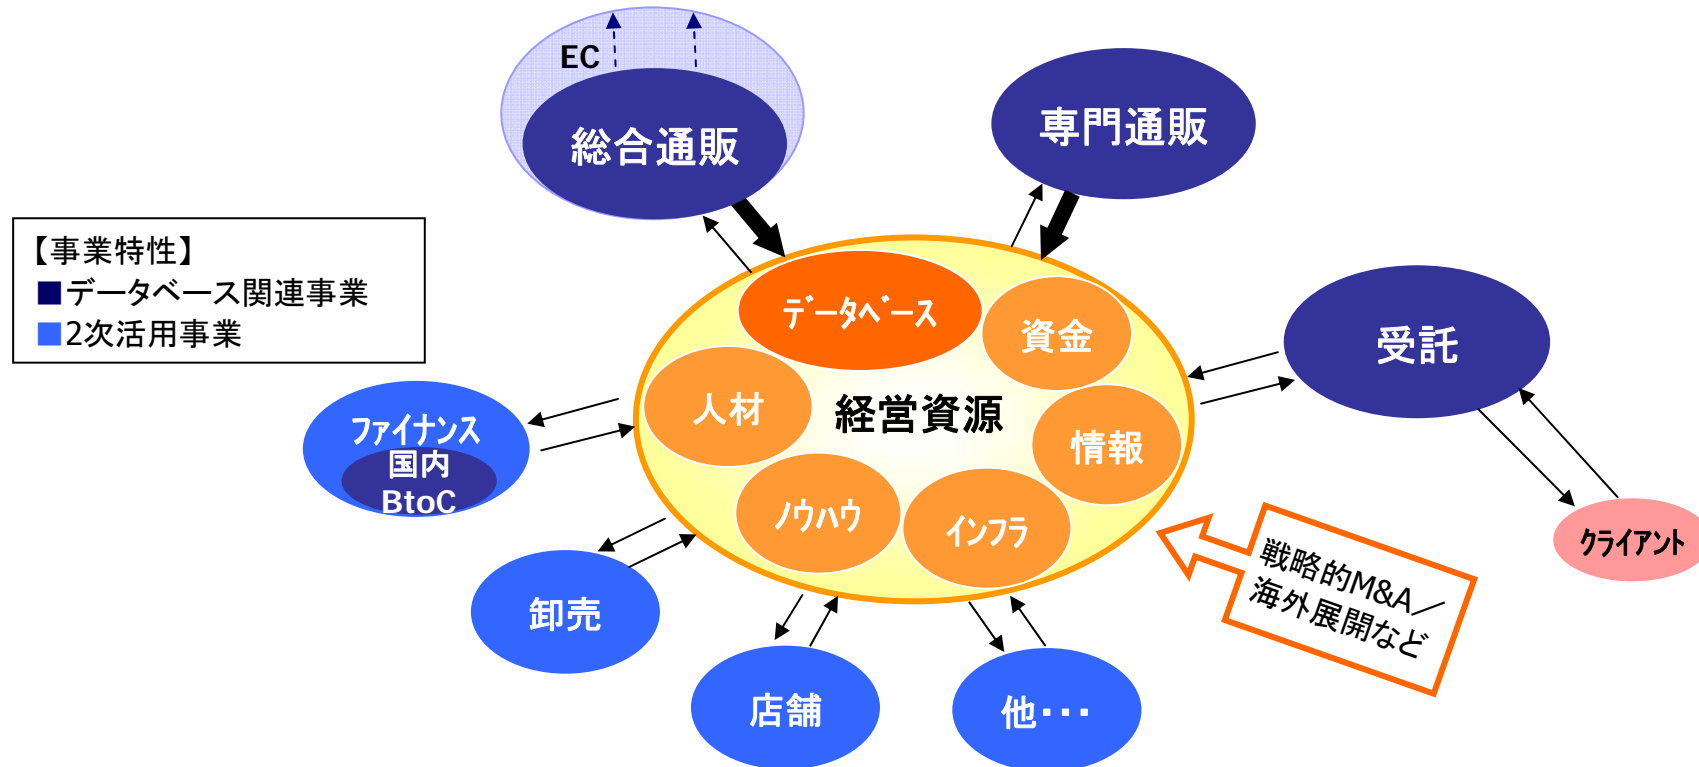 EC
総合通販
専門通販
【事業特性】
■データベース関連事業
■2次活用事業
ﾃﾞｰﾀﾍﾞｰｽ
資金
受託
人材
経営資源
情報
ﾌｧｲﾅﾝｽ
国内
BtoC
ﾉｳﾊｳ
ｲﾝﾌﾗ
ｸﾗｲｱﾝﾄ
戦略的M&A／
海外展開など
卸売
店舗
他･･･